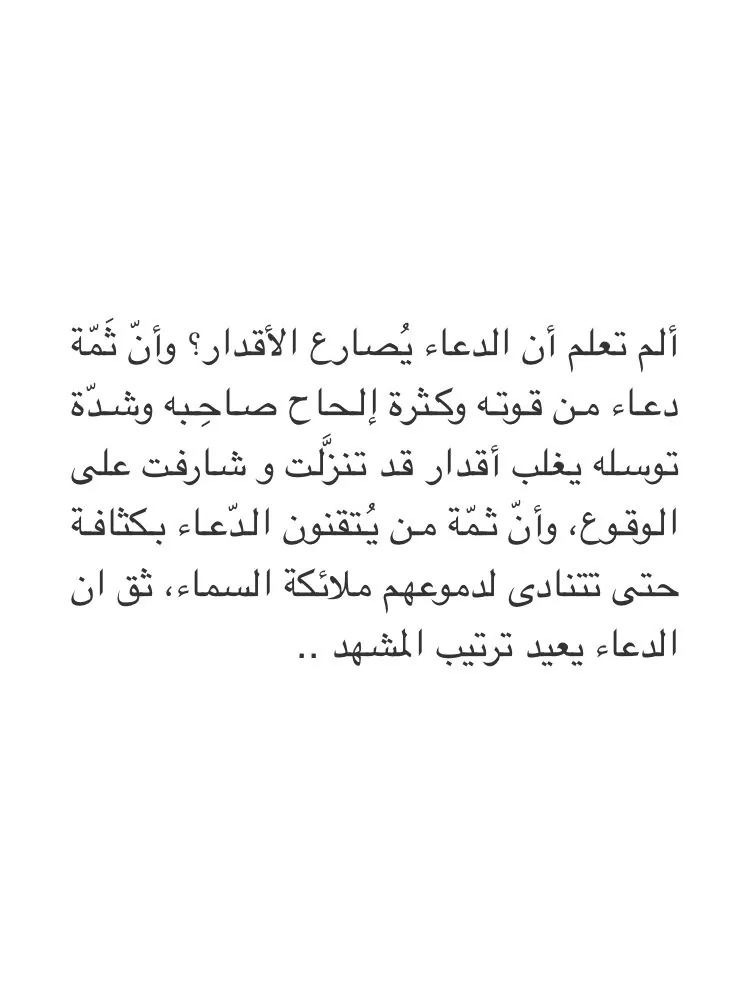 ألم تعلم أن الدعاء يُصارع الأقدار؟ وأنّ ثَمّة
دعاء من قوته وكثرة إلحاح صاحِبه وشدّة
توسله يغلب أقدار قد تنزَّلت و شارفت على
الوقوع، وأنّ ثمّة من يُتقنون الدّعاء بكثافة
حتى تتنادى لدموعهم ملائكة السماء، ثق ان
الدعاء يعيد ترتيب المشهد ..